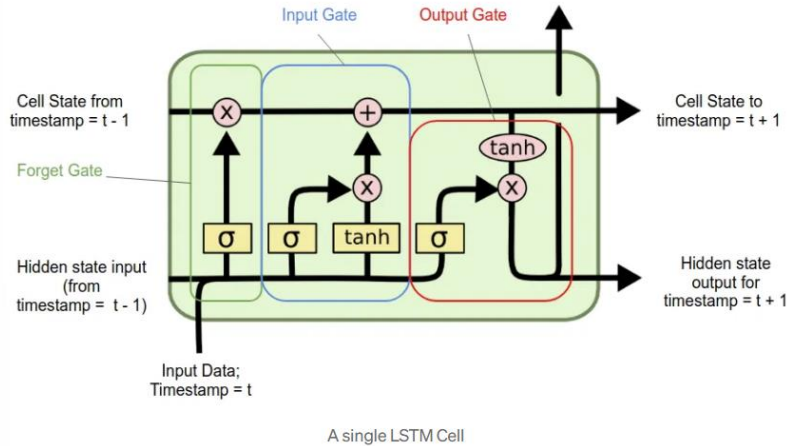 Input Gate
Output Gate
Cell State from
timestamp = t - 1
x
+
Cell State to
timestamp = t + 1
tanh
Forget Gate
x
x
σ
σ
tanh
σ
Hidden state input
(from
timestamp = t - 1)
Hidden state
output for
timestamp = t + 1
Input Data;
Timestamp = t
A single LSTM Cell